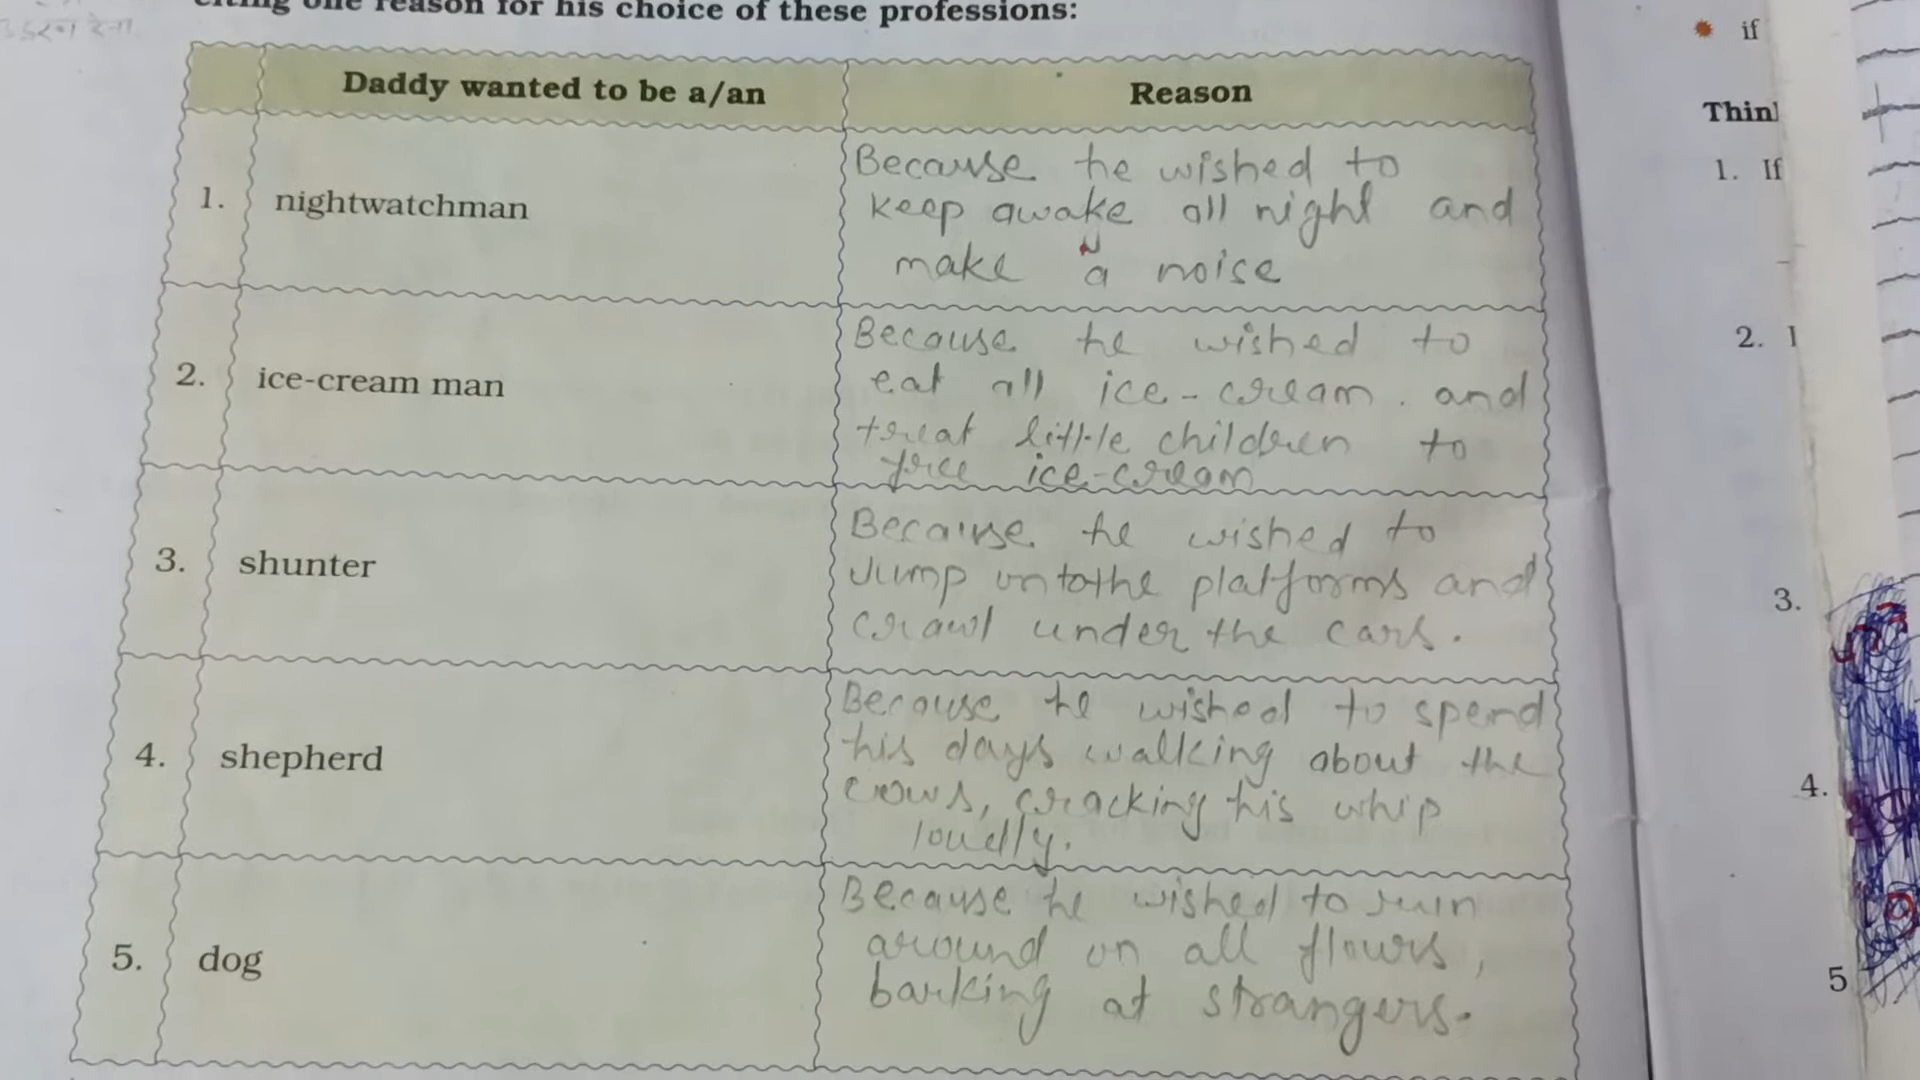 citing one reason for his choice of these professions:
Daddy wanted to be a/an Reason
1. nightwatchman
Because he wished to
keep awake all night and
make a noise
2. ice-cream man
Because he wished to
eat all ice-cream. and
treat little children to
free ice-cream
3. shunter
Because he wished to
Jump on to the platforms and
crawl under the cars.
4. shepherd
Because he wished to spend
his days walking about the
cows, cracking his whip
loudly.
5. dog
Because he wished to run
around on all flours,
barking at strangers.
if
1. If
2.
3.
4.
5